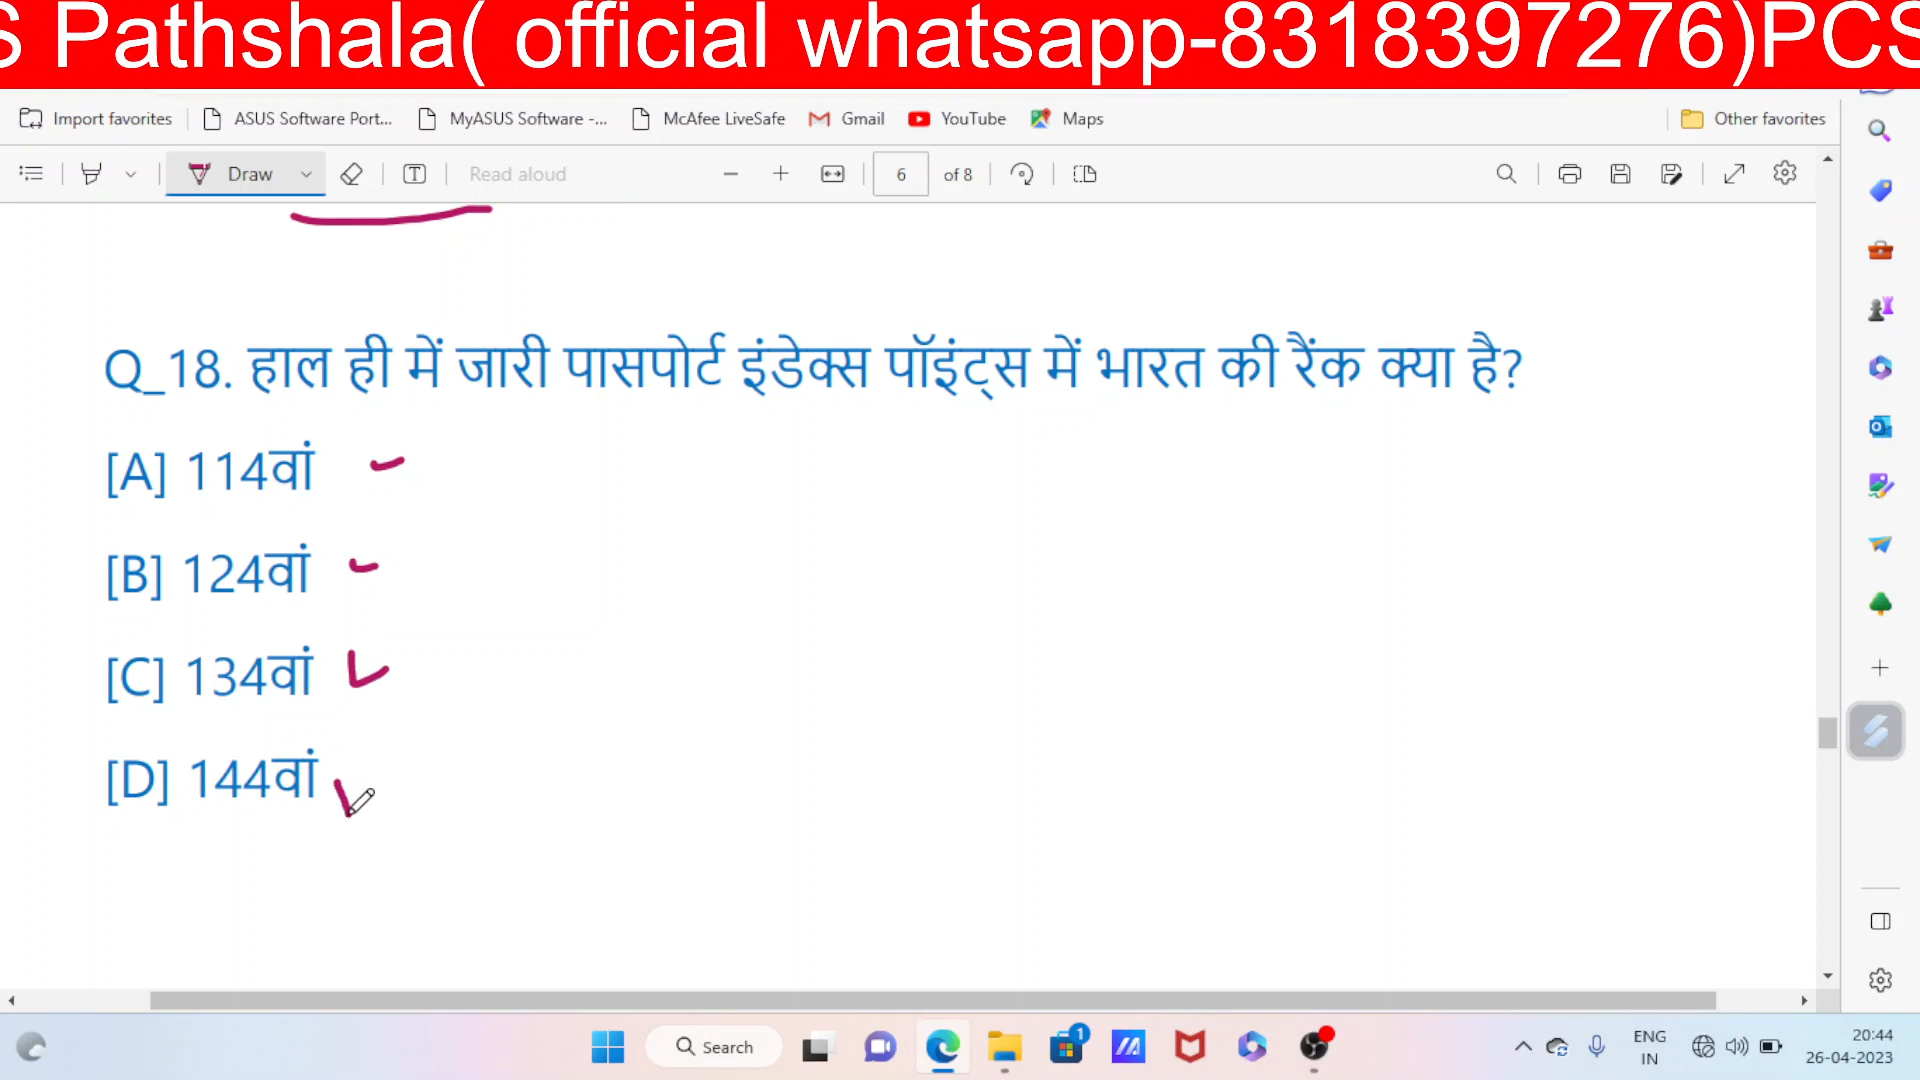 S Pathshala( official whatsapp-8318397276)PCS
Import favorites ASUS Software Port... MyASUS Software -... McAfee LiveSafe Gmail YouTube Maps Other favorites
Draw Read aloud 6 of 8
Q_18. हाल ही में जारी पासपोर्ट इंडेक्स पॉइंट्स में भारत की रैंक क्या है?
[A] 114वां
[B] 124वां
[C] 134वां
[D] 144वां
Search 1 ENG 20:44
IN 26-04-2023